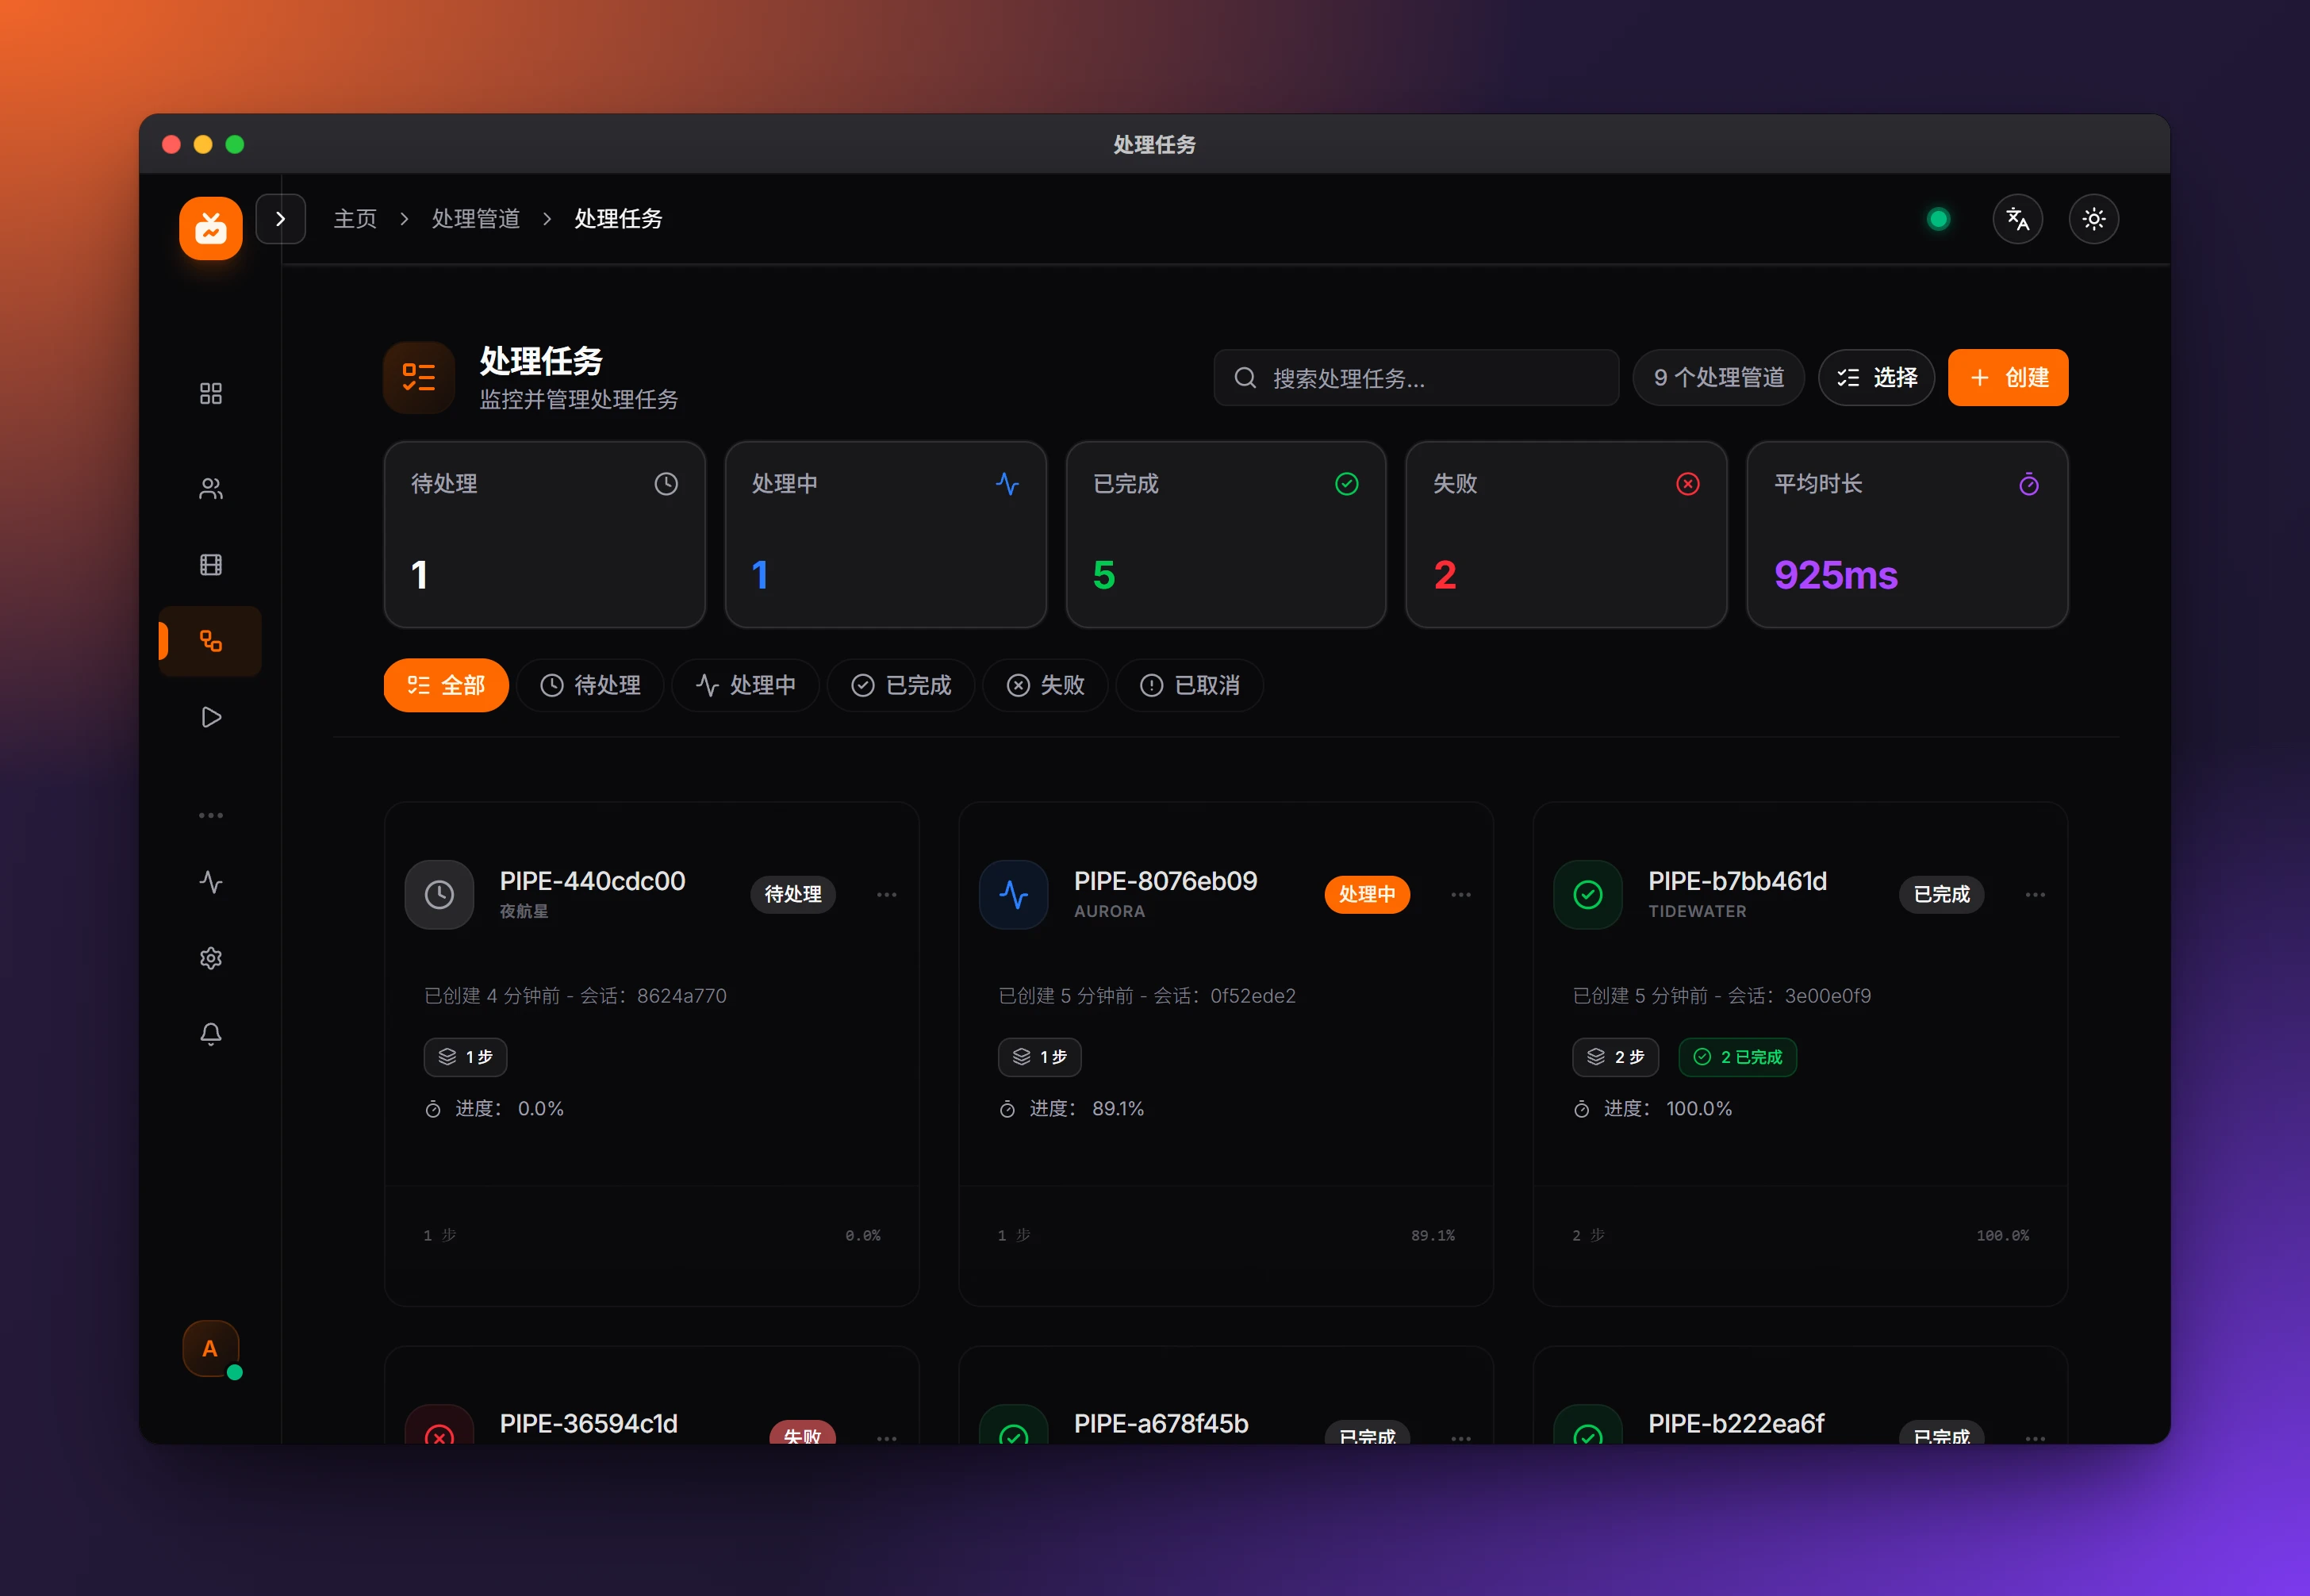 处理任务
主页 > 处理管道 > 处理任务
处理任务
监控并管理处理任务
搜索处理任务...
9 个处理管道
选择
+ 创建
待处理
1
处理中
1
已完成
5
失败
2
平均时长
925ms
全部
待处理
处理中
已完成
失败
已取消
PIPE-440cdc00
夜航星
待处理
已创建 4 分钟前 - 会话：8624a770
1 步
进度： 0.0%
1 步
0.0%
PIPE-8076eb09
AURORA
处理中
已创建 5 分钟前 - 会话：0f52ede2
1 步
进度： 89.1%
1 步
89.1%
PIPE-b7bb461d
TIDEWATER
已完成
已创建 5 分钟前 - 会话：3e00e0f9
2 步
2 已完成
进度： 100.0%
2 步
100.0%
PIPE-36594c1d
失败
PIPE-a678f45b
已完成
PIPE-b222ea6f
已完成
A